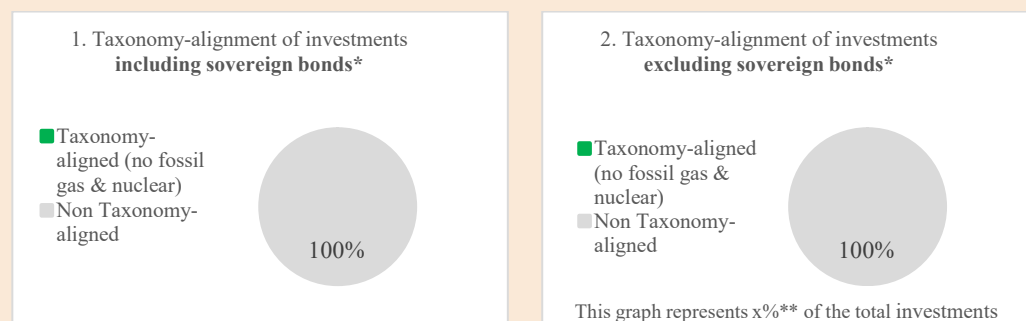 1. Taxonomy-alignment of investments
including sovereign bonds*
Taxonomy-
aligned (no fossil
gas & nuclear)
Non Taxonomy-
aligned
100%
2. Taxonomy-alignment of investments
excluding sovereign bonds*
Taxonomy-aligned
(no fossil gas &
nuclear)
Non Taxonomy-
aligned
100%
This graph represents x%** of the total investments